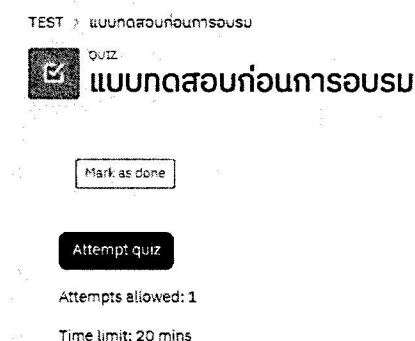 TEST > แบบทดสอบก่อนการอบรม
QUIZ
แบบทดสอบก่อนการอบรม
Mark as done
Attempt quiz
Attempts allowed: 1
Time limit: 20 mins